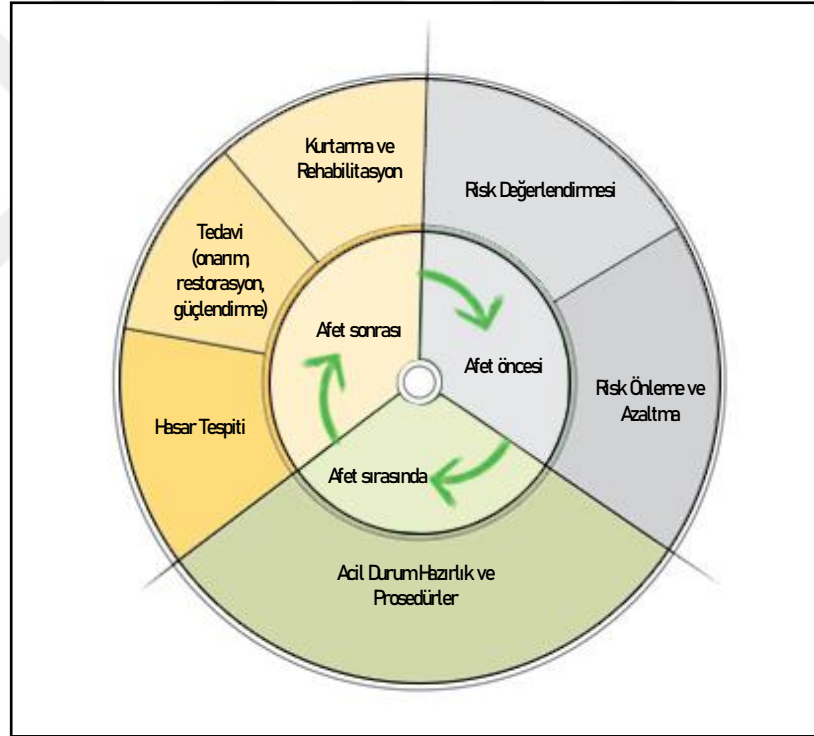 Kurtarma ve
Rehabilitasyon
Risk Değerlendirmesi
Tedavi
(onarım,
restorasyon,
güçlendirme)
Afet sonrası
Afet öncesi
Risk Önleme ve
Azaltma
Hasar Tespiti
Afet sırasında
Acil Durum Hazırlık ve
Prosedürler